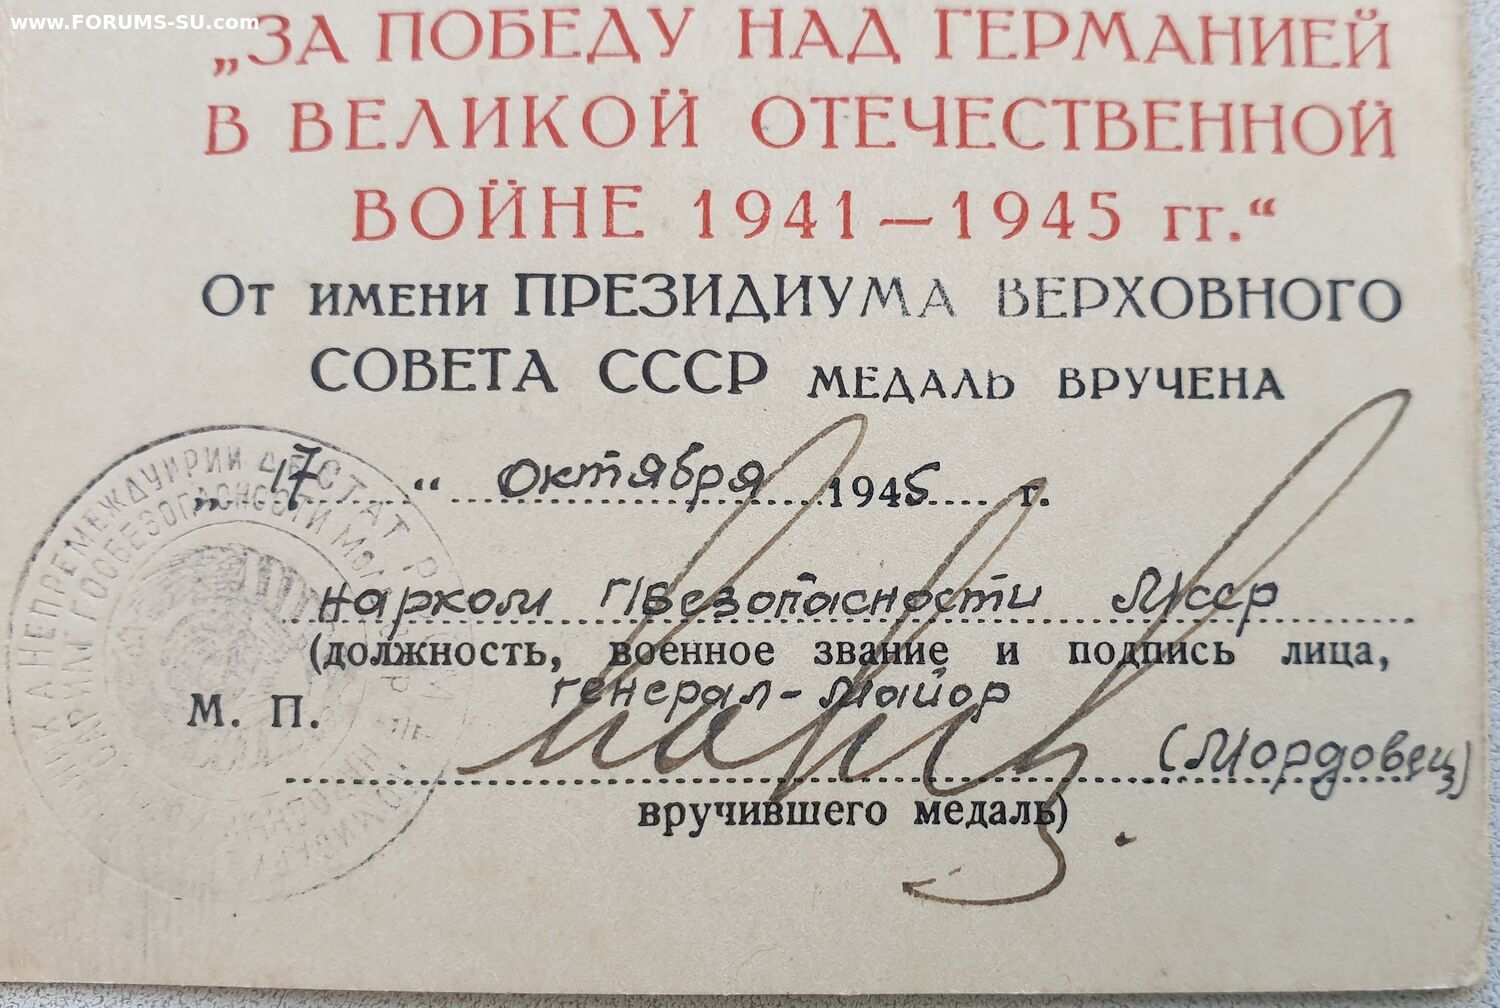 www.FORUMS-SU.com
„ЗА ПОБЕДУ НАД ГЕРМАНИЕЙ
В ВЕЛИКОЙ ОТЕЧЕСТВЕННОЙ
ВОЙНЕ 1941—1945 гг.“
От имени ПРЕЗИДИУМА ВЕРХОВНОГО
СОВЕТА СССР МЕДАЛЬ ВРУЧЕНА
„17“ Октября 1945 г.
Нарком Г/Безопасности МССР
(должность, военное звание и подпись лица,
генерал-майор
М. П.
(Мордовец)
вручившего медаль)